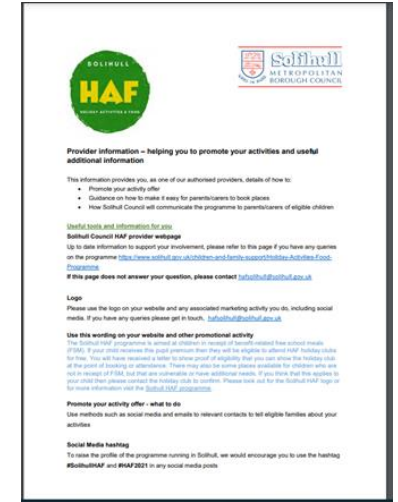 SOLIHULL
HAF
HOLIDAY ACTIVITIES & FOOD
Solihull
METROPOLITAN
BOROUGH COUNCIL
Provider information – helping you to promote your activities and useful
additional information
This information provides you, as one of our authorised providers, details of how to:
• Promote your activity offer
• Guidance on how to make it easy for parents/carers to book places
• How Solihull Council will communicate the programme to parents/carers of eligible children
Useful tools and information for you
Solihull Council HAF provider webpage
Up to date information to support your involvement, please refer to this page if you have any queries
on the programme https://www.solihull.gov.uk/children-and-family-support/Holiday-Activities-Food-
Programme
If this page does not answer your question, please contact hafsolihull@solihull.gov.uk
Logo
Please use the logo on your website and any associated marketing activity you do, including social
media. If you have any queries please get in touch, hafsolihull@solihull.gov.uk
Use this wording on your website and other promotional activity
The Solihull HAF programme is aimed at children in receipt of benefit-related free school meals
(FSM). If your child receives this pupil premium then they will be eligible to attend HAF holiday clubs
for free. You will have received a letter to show proof of eligibility that you can show the holiday club
at the point of booking or attendance. There may also be some places available for children who are
not in receipt of FSM, but that are vulnerable or have additional needs. If you think that this applies to
your child then please contact the holiday club to confirm. Please look out for the Solihull HAF logo or
for more information visit the Solihull HAF programme.
Promote your activity offer - what to do
Use methods such as social media and emails to relevant contacts to tell eligible families about your
activities
Social Media hashtag
To raise the profile of the programme running in Solihull, we would encourage you to use the hashtag
#SolihullHAF and #HAF2021 in any social media posts